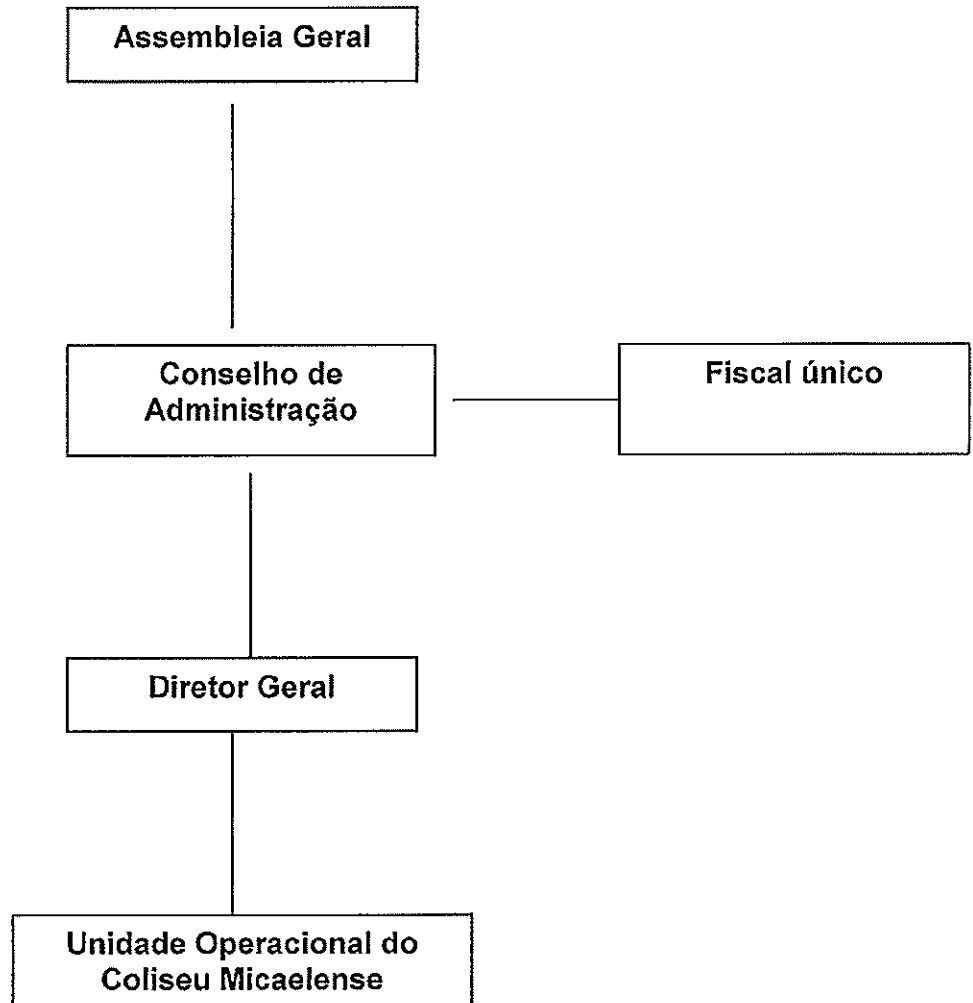 Assembleia Geral
Conselho de
Administração
Fiscal único
Diretor Geral
Unidade Operacional do
Coliseu Micaelense